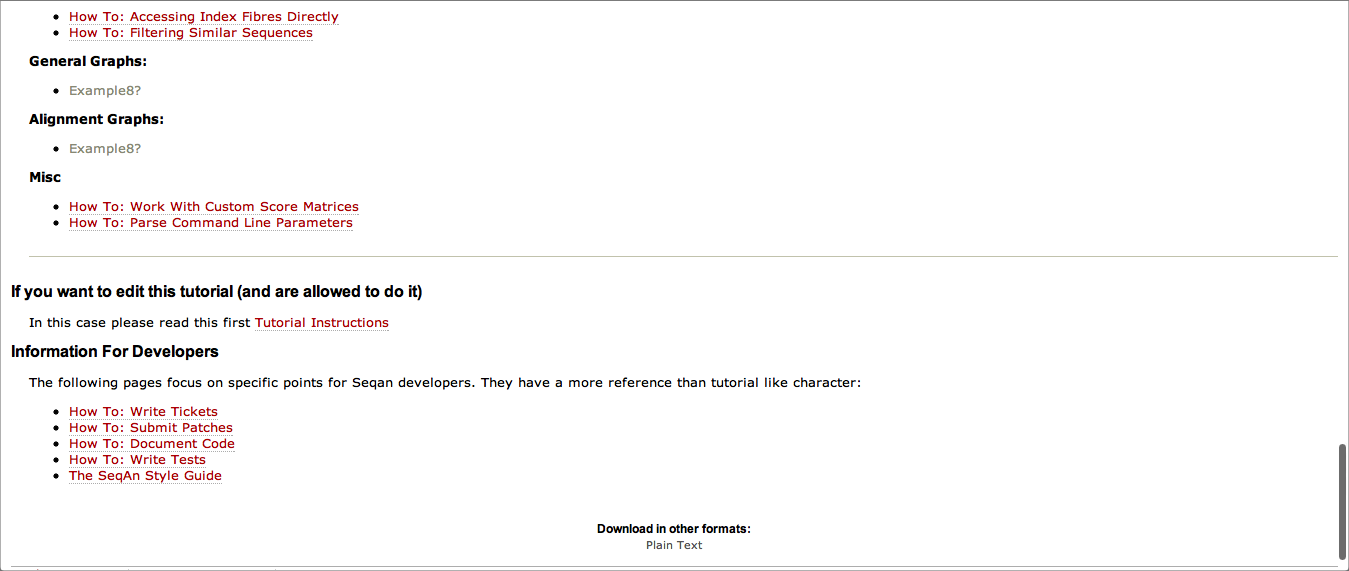 How To: Accessing Index Fibres Directly
How To: Filtering Similar Sequences
General Graphs:
Example8?
Alignment Graphs:
Example8?
Misc
How To: Work With Custom Score Matrices
How To: Parse Command Line Parameters
If you want to edit this tutorial (and are allowed to do it)
In this case please read this first Tutorial Instructions
Information For Developers
The following pages focus on specific points for Seqan developers. They have a more reference than tutorial like character:
How To: Write Tickets
How To: Submit Patches
How To: Document Code
How To: Write Tests
The SeqAn Style Guide
Download in other formats:
Plain Text